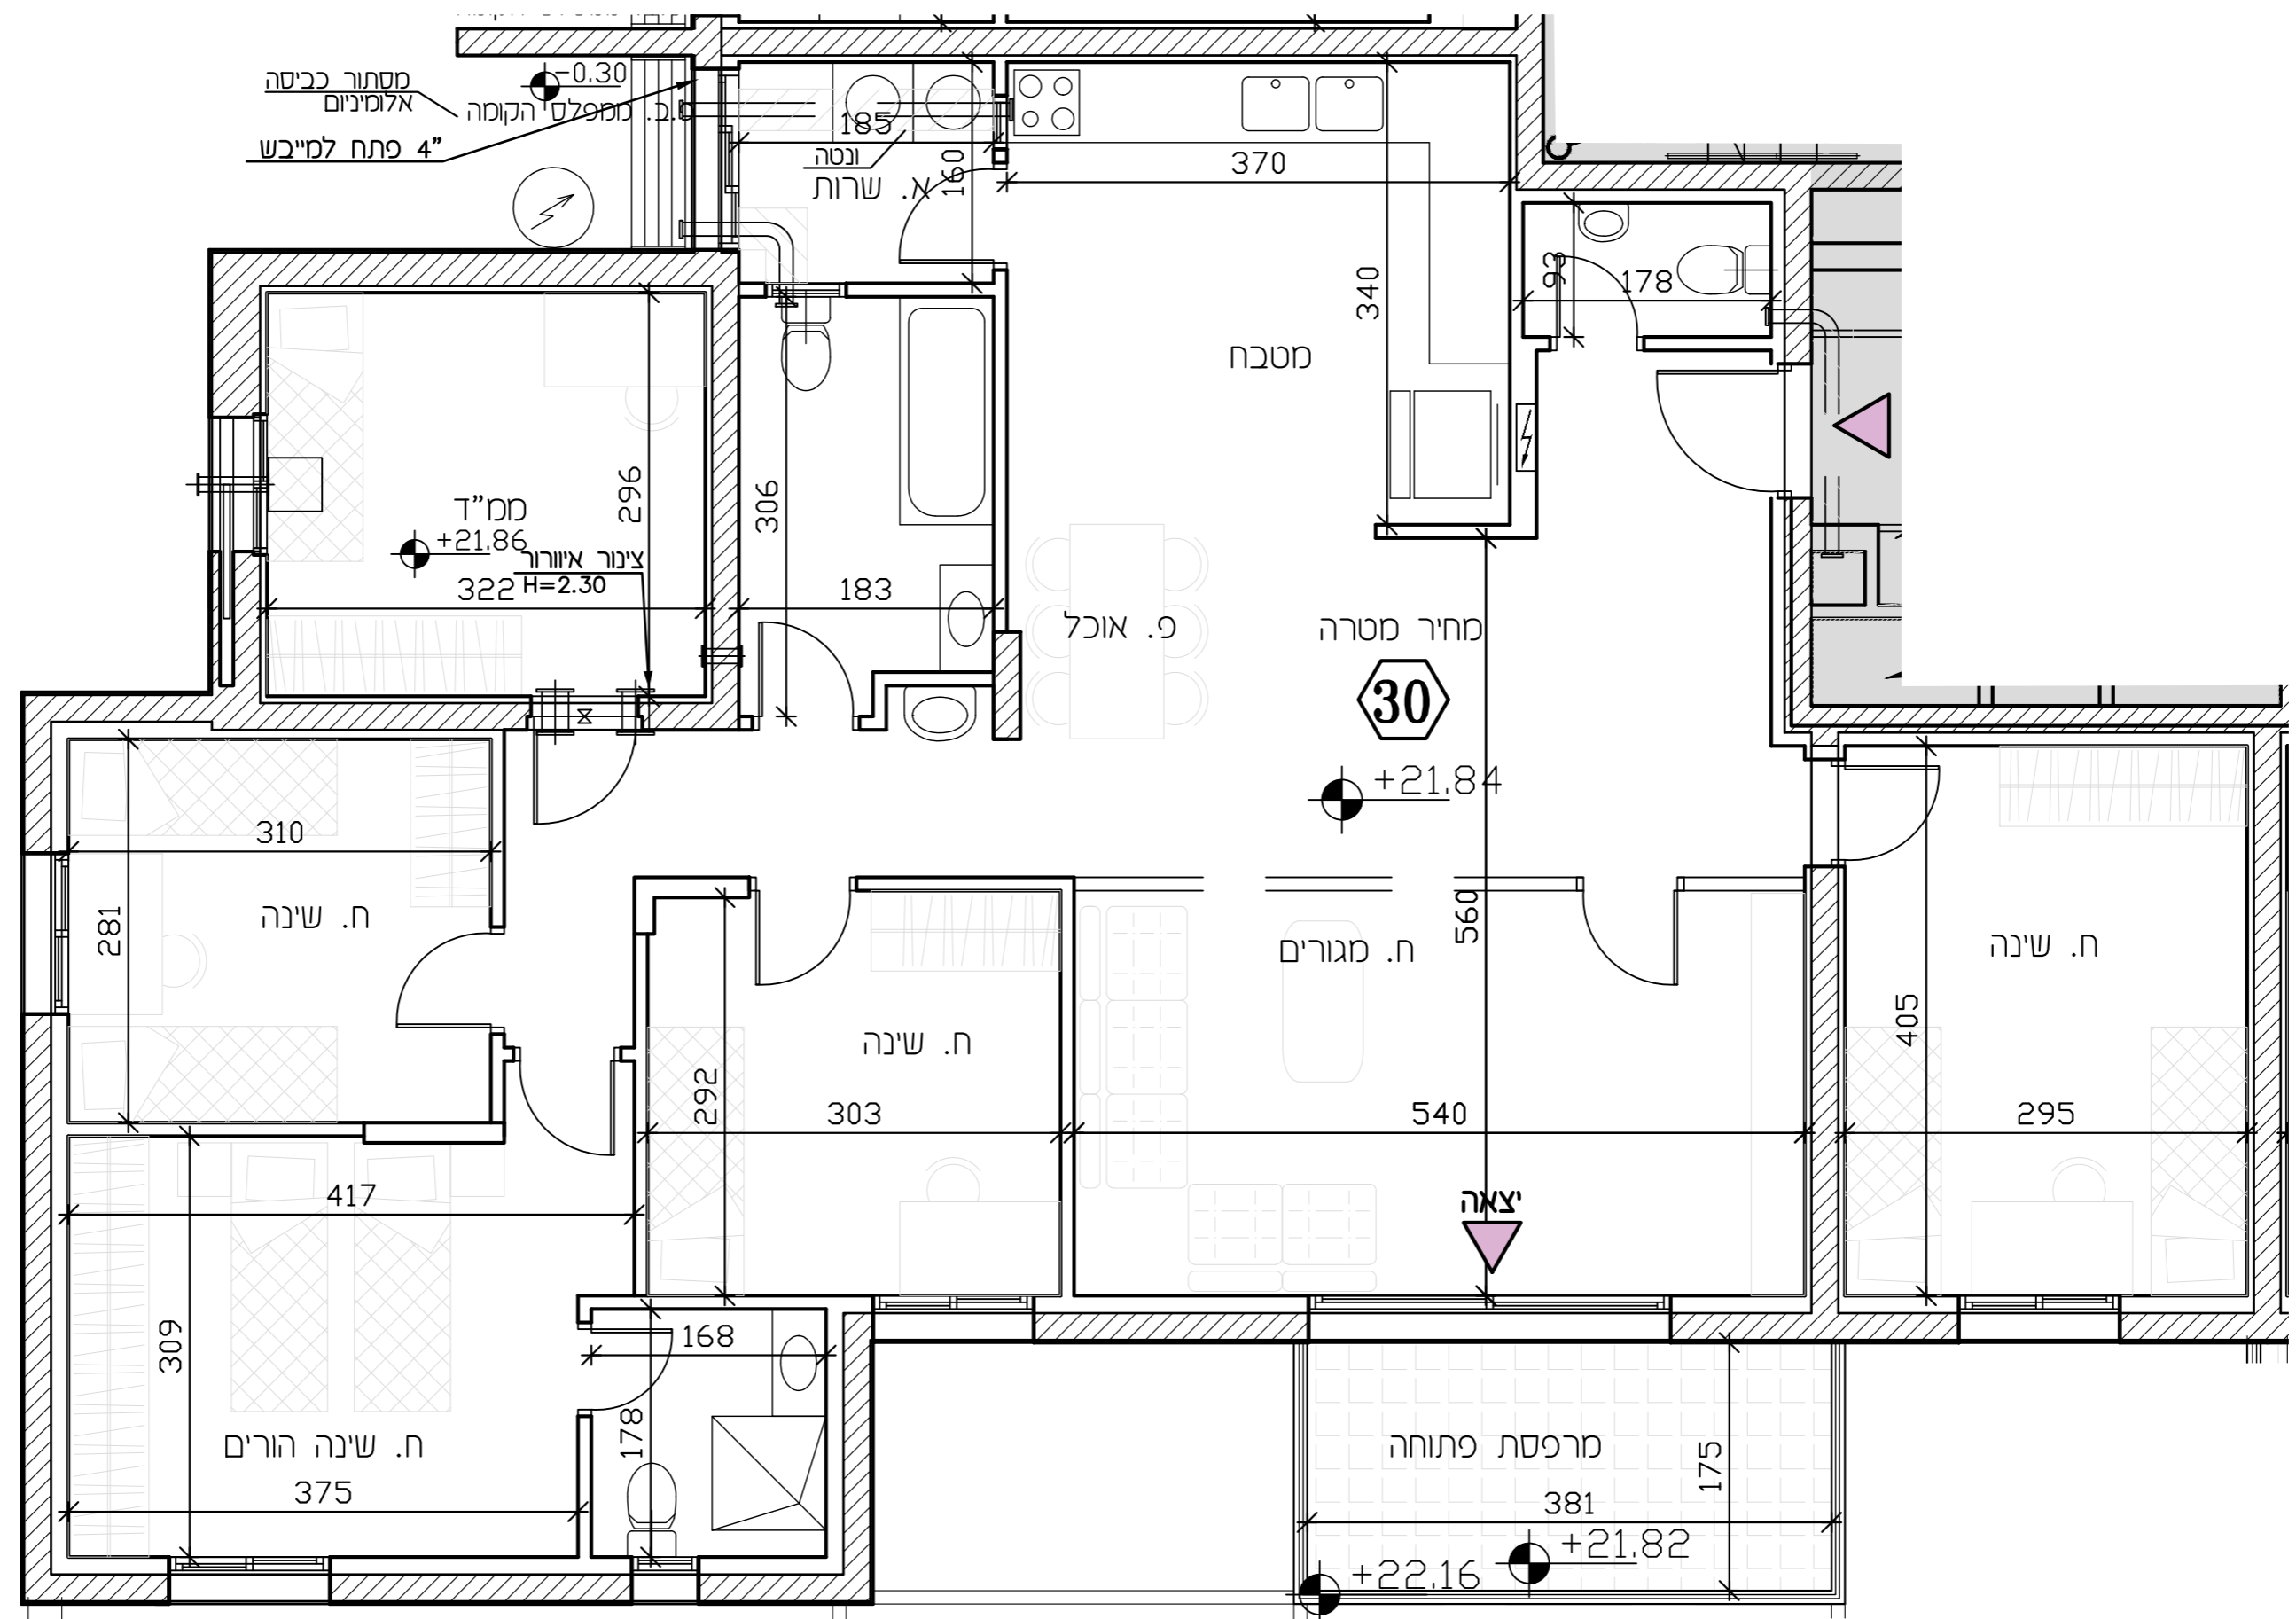 -0.30
מסתור כביסה
אלומיניום
ממפלס הקומה
4” פתח למייבש
185
ונטה
א. שרות
160
370
340
מטבח
93
178
ממ”ד
+21.86
296
צינור איוורור
H=2.30
322
306
183
פ. אוכל
מחיר מטרה
30
+21.84
310
281
ח. שינה
ח. מגורים
560
ח. שינה
405
ח. שינה
292
303
540
295
417
יצאה
309
168
178
ח. שינה הורים
375
מרפסת פתוחה
175
381
+21.82
+22.16